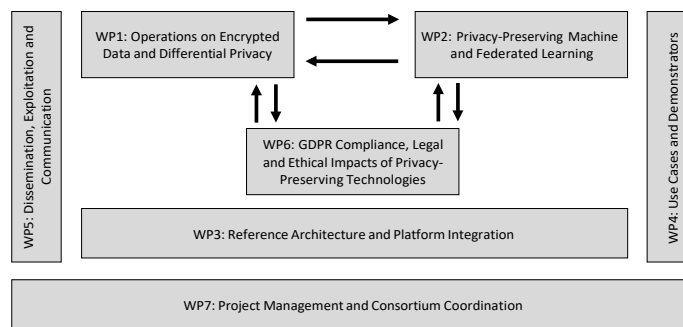 WP5: Dissemination, Exploitation and
Communication
WP1: Operations on Encrypted
Data and Differential Privacy
WP2: Privacy-Preserving Machine
and Federated Learning
WP6: GDPR Compliance, Legal
and Ethical Impacts of Privacy-
Preserving Technologies
WP3: Reference Architecture and Platform Integration
WP4: Use Cases and Demonstrators
WP7: Project Management and Consortium Coordination